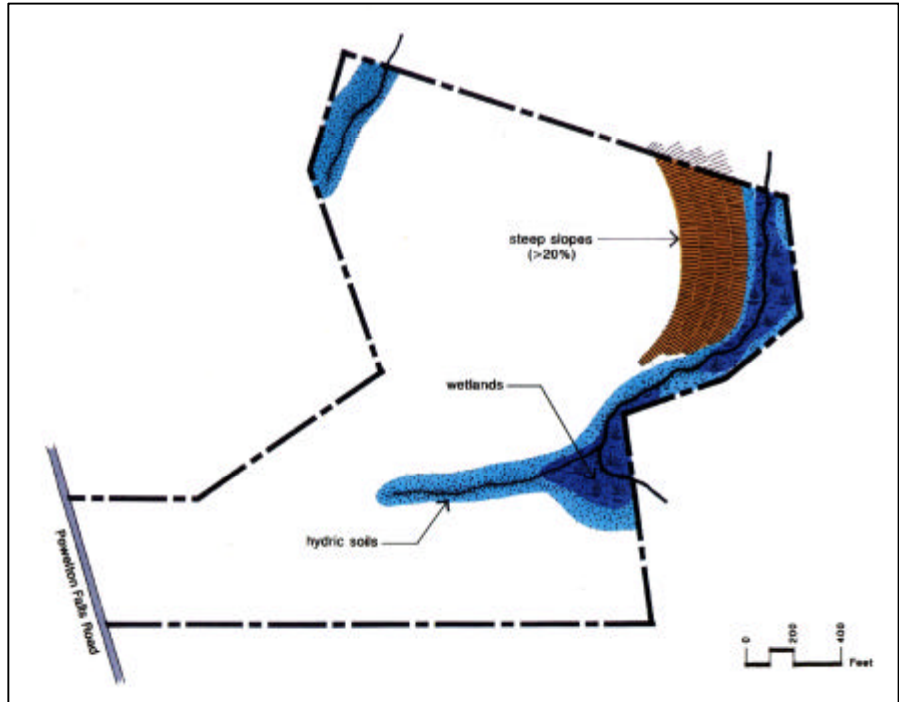 steep slopes
(>20%)
wetlands
hydric soils
Powelton Falls Road
0
200
400
Feet